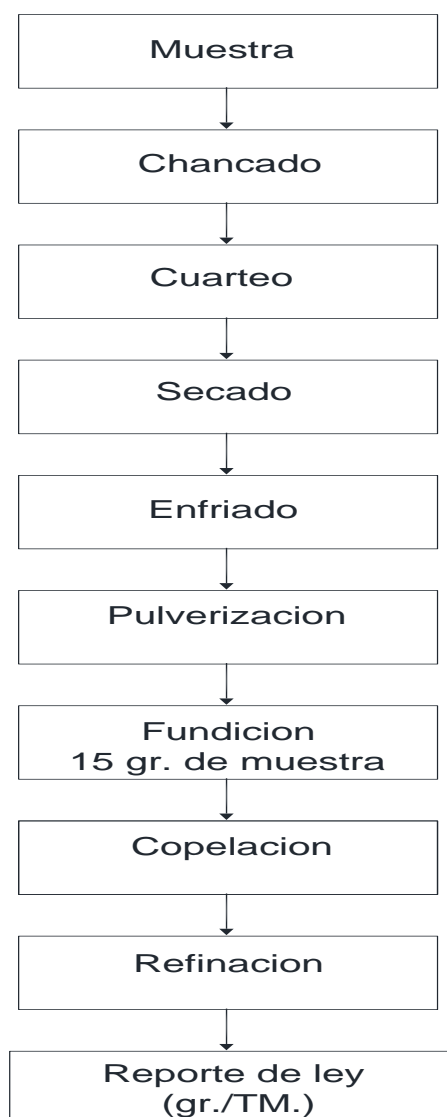 Muestra
Chancado
Cuarteo
Secado
Enfriado
Pulverizacion
Fundicion
15 gr. de muestra
Copelacion
Refinacion
Reporte de ley
(gr./TM.)